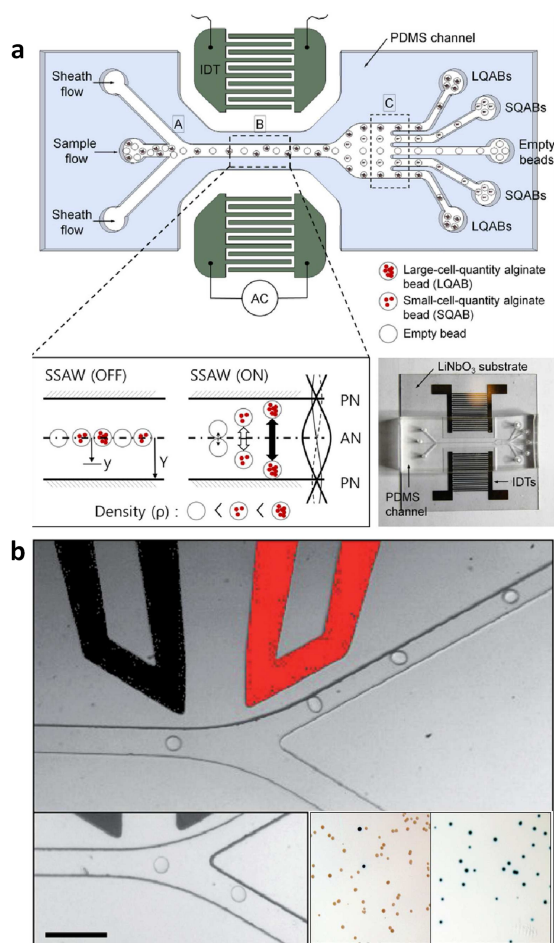 a
IDT
PDMS channel
Sheath
flow
A
B
C
LQABs
SQABs
Sample
flow
Empty
beads
SQABs
Sheath
flow
LQABs
AC
Large-cell-quantity alginate
bead (LQAB)
Small-cell-quantity alginate
bead (SQAB)
Empty bead
SSAW (OFF)
SSAW (ON)
PN
AN
PN
y
Y
Density (ρ) : < <
LiNbO3 substrate
IDTs
PDMS
channel
b